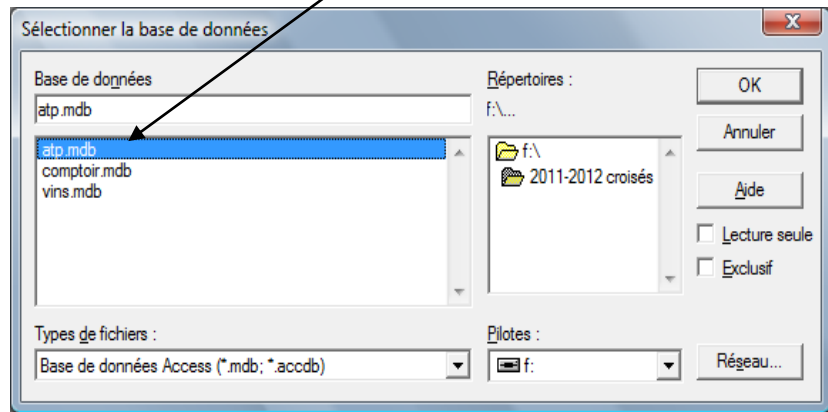 Sélectionner la base de données
Base de données
atp.mdb
atp.mdb
comptoir.mdb
vins.mdb
Types de fichiers :
Base de données Access (*.mdb; *.accdb)
Répertoires :
f:\...
f:\
2011-2012 croisés
Pilotes :
f:
OK
Annuler
Aide
Lecture seule
Exclusif
Réseau...